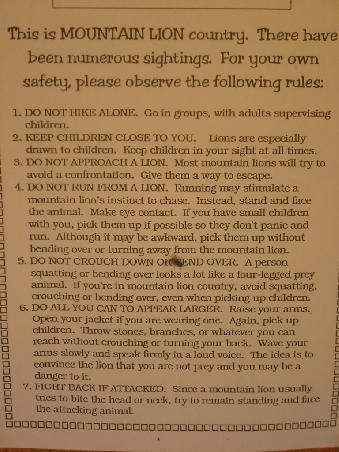 This is MOUNTAIN LION country. There have
been numerous sightings. For your own
safety, please observe the following rules:
1. DO NOT HIKE ALONE. Go in groups, with adults supervising
children.
2. KEEP CHILDREN CLOSE TO YOU. Lions are especially
drawn to children. Keep children in your sight at all times.
3. DO NOT APPROACH A LION. Most mountain lions will try to
avoid a confrontation. Give them a way to escape.
4. DO NOT RUN FROM A LION. Running may stimulate a
mountain lion's instinct to chase. Instead, stand and face
the animal. Make eye contact. If you have small children
with you, pick them up if possible so they don't panic and
run. Although it may be awkward, pick them up without
bending over or turning away from the mountain lion.
5. DO NOT CROUCH DOWN OR BEND OVER. A person
squatting or bending over looks a lot like a four-legged prey
animal. If you're in mountain lion country, avoid squatting,
crouching or bending over, even when picking up children.
6. DO ALL YOU CAN TO APPEAR LARGER. Raise your arms.
Open your jacket if you are wearing one. Again, pick up
children. Throw stones, branches, or whatever you can
reach without crouching or turning your back. Wave your
arms slowly and speak firmly in a loud voice. The idea is to
convince the lion that you are not prey and you may be a
danger to it.
7. FIGHT BACK IF ATTACKED. Since a mountain lion usually
tries to bite the head or neck, try to remain standing and face
the attacking animal.